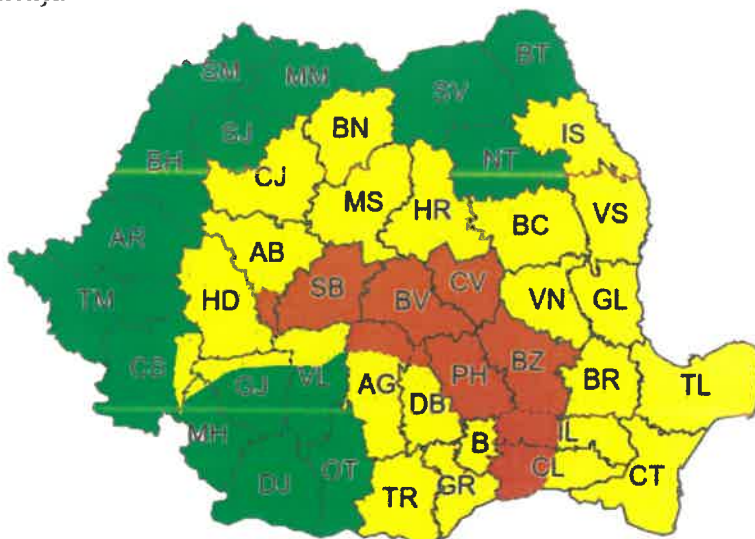 BT
SM MM
SV
BN
SJ
IS
BH NT
CJ
MS HR VS
BC
AR
AB
SB CV
TM HD BV VN GL
CS GJ VL PH BZ
AG BR TL
DB
MH B IL
CL
OT CT
DJ TR GR